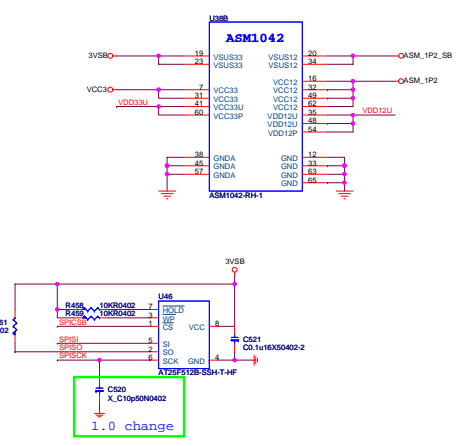 U38B
ASM1042
3VSB 19 VSUS33 VSUS12 20 ASM_1P2_SB
23 VSUS33 VSUS12 34
VCC12 16 ASM_1P2
VCC3 7 VCC33 VCC12 32
31 VCC33 VCC12 49
VDD33U 41 VCC33U VCC12 62
60 VCC33P VDD12U 35 VDD12U
VDD12U 48
VDD12P 54
38 GNDA GND 12
45 GNDA GND 33
57 GNDA GND 63
GND 65
ASM1042-RH-1
3VSB
U46
R458 10KR0402 7 HOLD
R459 10KR0402 3 WP
SPICSB 1 CS VCC 8
61
02
SPISI 5 SI
SPISO 2 SO
SPISCK 6 SCK GND 4
C521
C0.1u16X50402-2
AT25F512B-SSH-T-HF
C520
X_C10p50N0402
1.0 change